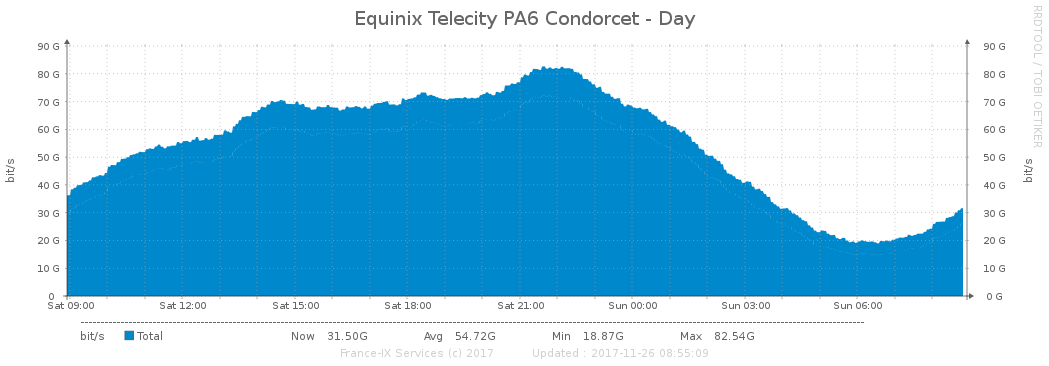 Equinix Telecity PA6 Condorcet - Day
RRDTOOL / TOBI OETIKER
90 G 90 G
80 G 80 G
70 G 70 G
60 G 60 G
50 G 50 G
40 G 40 G
30 G 30 G
20 G 20 G
10 G 10 G
0 0 G
bit/s bit/s
Sat 09:00 Sat 12:00 Sat 15:00 Sat 18:00 Sat 21:00 Sun 00:00 Sun 03:00 Sun 06:00
bit/s Total Now 31.50G Avg 54.72G Min 18.87G Max 82.54G
France-IX Services (c) 2017 Updated : 2017-11-26 08:55:09